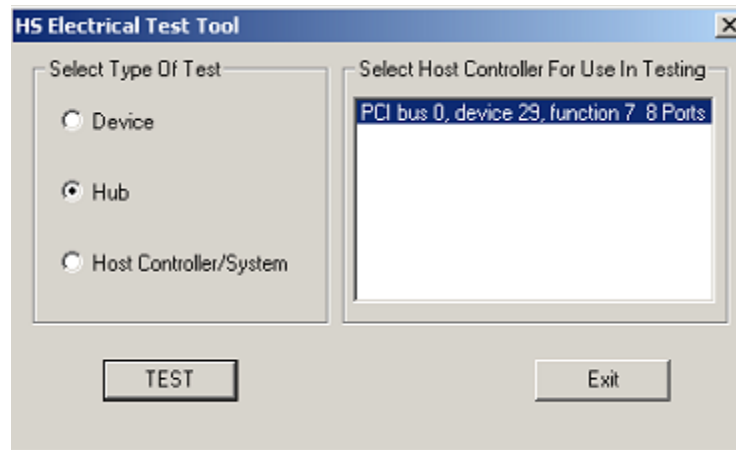 HS Electrical Test Tool
Select Type Of Test
Device
Hub
Host Controller/System
Select Host Controller For Use In Testing
PCI bus 0, device 29, function 7 8 Ports
TEST
Exit